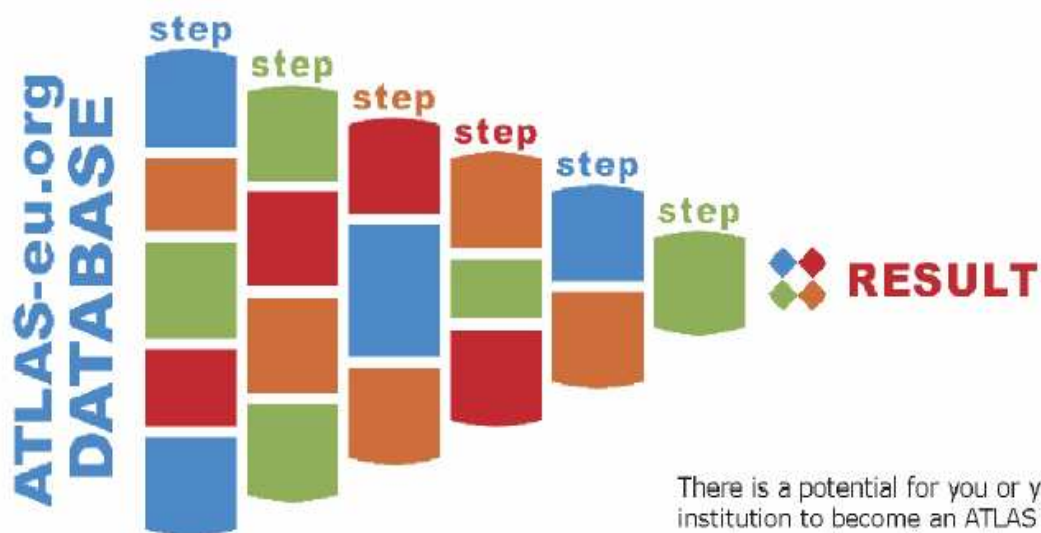 ATLAS-eu.org
DATABASE
step
step
step
step
step
step
RESULT
There is a potential for you or y
institution to become an ATLAS